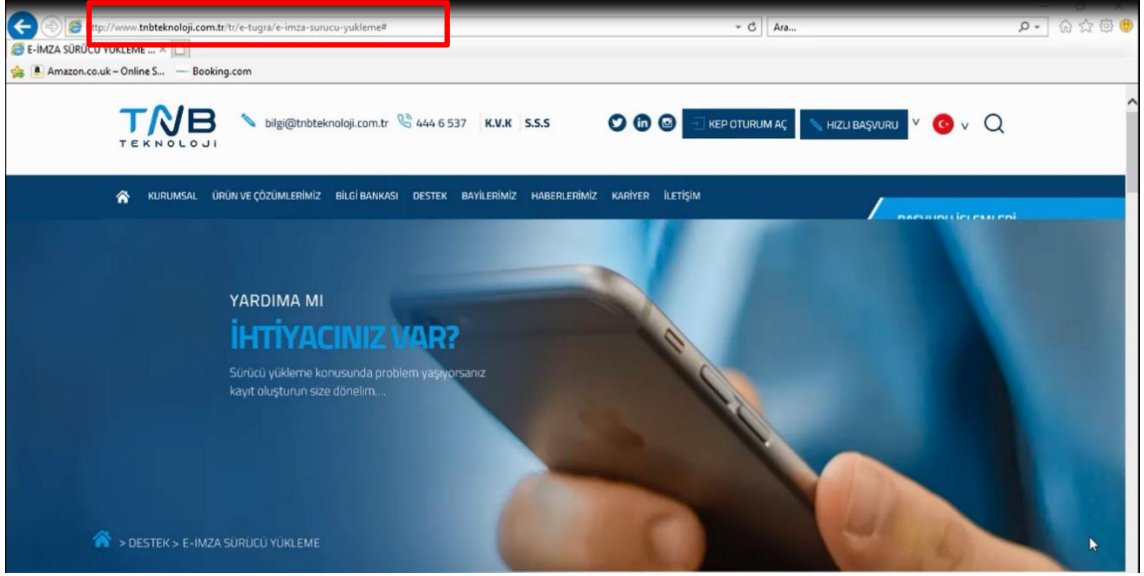 ttp://www.tnbteknoloji.com.tr/tr/e-tugra/e-imza-surucu-yukleme#
Ara...
E-İMZA SÜRÜCÜ YÜKLEME ...
Amazon.co.uk – Online S... Booking.com
TNB
TEKNOLOJI
bilgi@tnbteknoloji.com.tr 444 6 537 K.V.K S.S.S
KEP OTURUM AÇ HIZLI BAŞVURU
KURUMSAL ÜRÜN VE ÇÖZÜMLERİMİZ BİLGİ BANKASI DESTEK BAYİLERİMİZ HABERLERİMİZ KARİYER İLETİŞİM
BAŞVURU İŞLEMLERİ
YARDIMA MI
İHTİYACINIZ VAR?
Sürücü yükleme konusunda problem yaşıyorsanız
kayıt oluşturun size dönelim....
> DESTEK > E-İMZA SÜRÜCÜ YÜKLEME